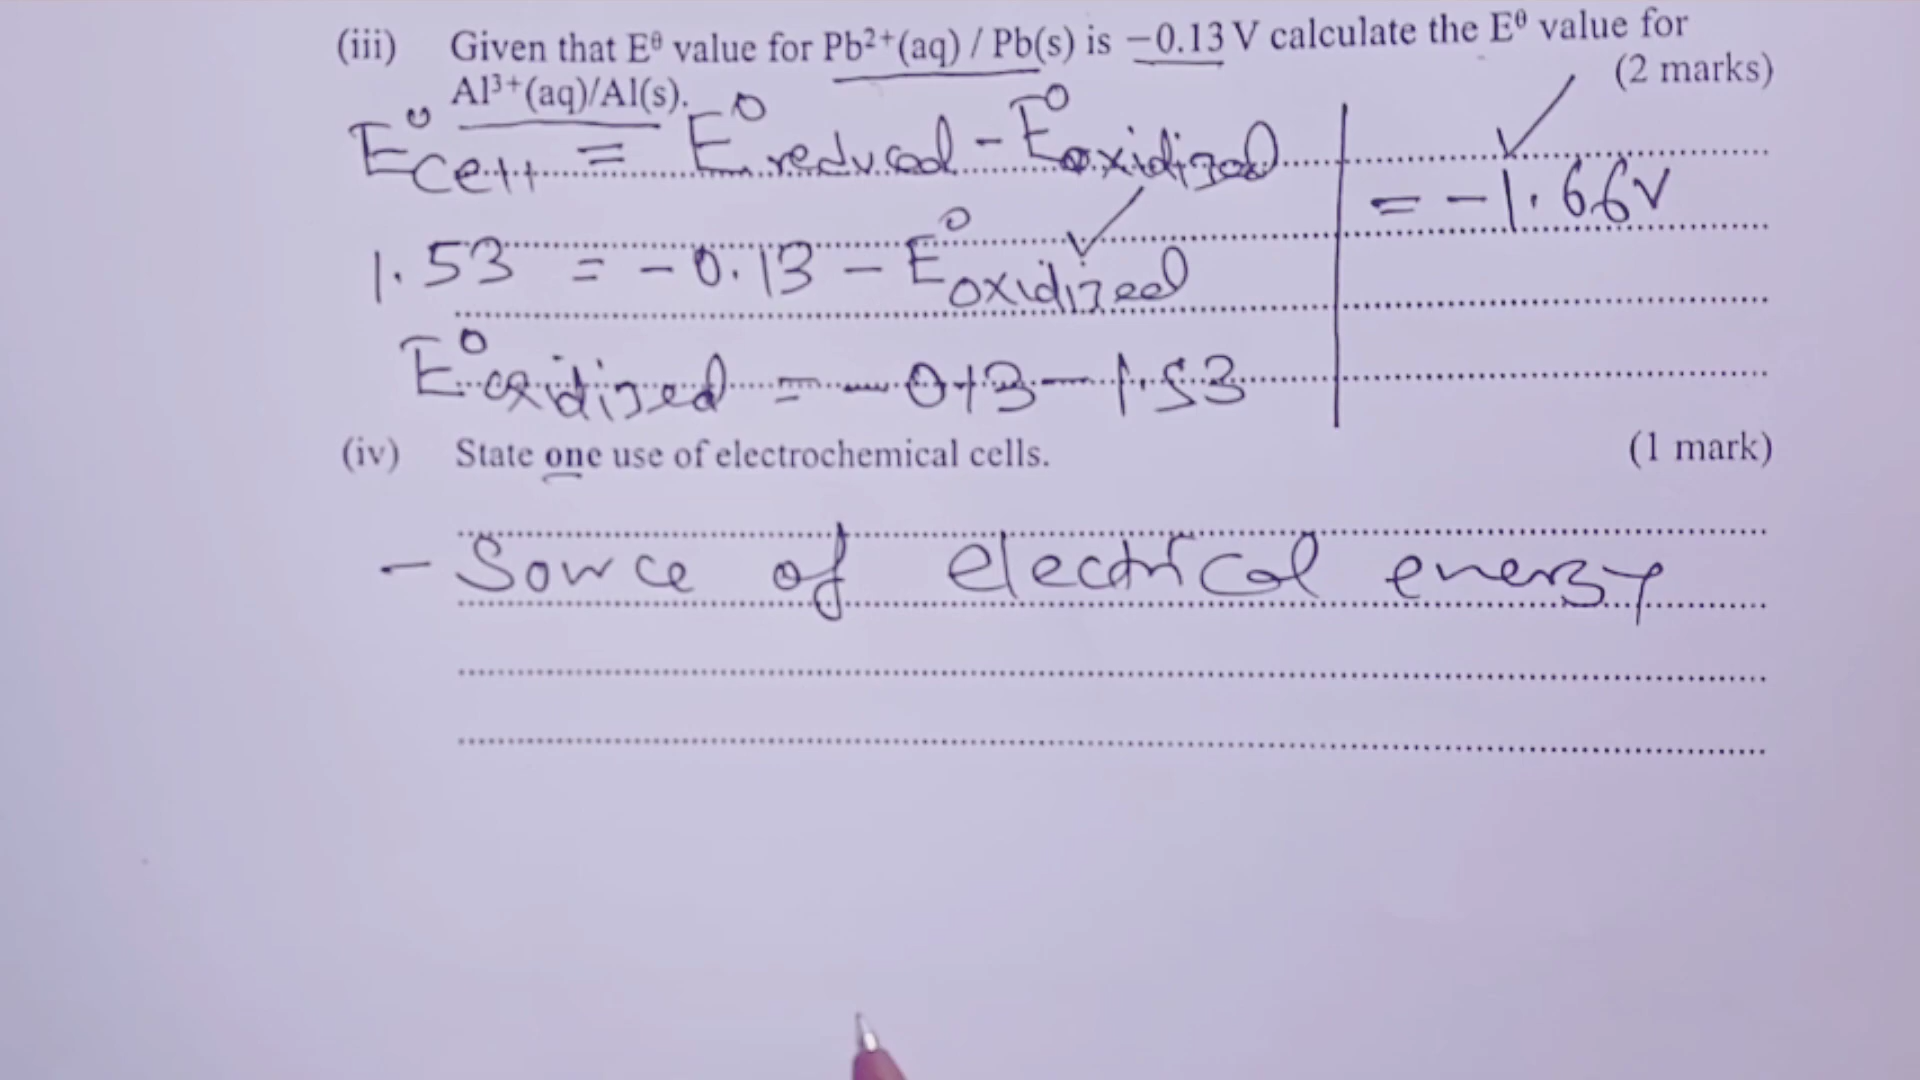 (iii) Given that Eθ value for Pb²⁺(aq) / Pb(s) is −0.13 V calculate the Eθ value for
Al³⁺(aq)/Al(s). (2 marks)
E°cell = E°reduced - E°oxidized
= -1.66V
1.53 = -0.13 - E°oxidized
E°oxidized = -0.13 - 1.53
(iv) State one use of electrochemical cells. (1 mark)
- Source of electrical energy